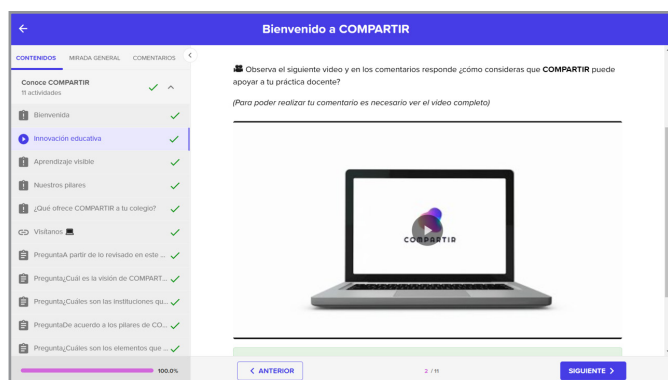 Bienvenido a COMPARTIR
CONTENIDOS MIRADA GENERAL COMENTARIOS
Conoce COMPARTIR
11 actividades
Bienvenida
Innovación educativa
Aprendizaje visible
Nuestros pilares
¿Qué ofrece COMPARTIR a tu colegio?
Visítanos
PreguntaA partir de lo revisado en este ...
Pregunta¿Cuál es la visión de COMPART...
Pregunta¿Cuáles son las instituciones qu...
PreguntaDe acuerdo a los pilares de CO...
Pregunta¿Cuáles son los elementos que ...
100.0%
Observa el siguiente video y en los comentarios responde ¿cómo consideras que COMPARTIR puede
apoyar a tu práctica docente?
(Para poder realizar tu comentario es necesario ver el video completo)
COMPARTIR
ANTERIOR
2 / 11
SIGUIENTE